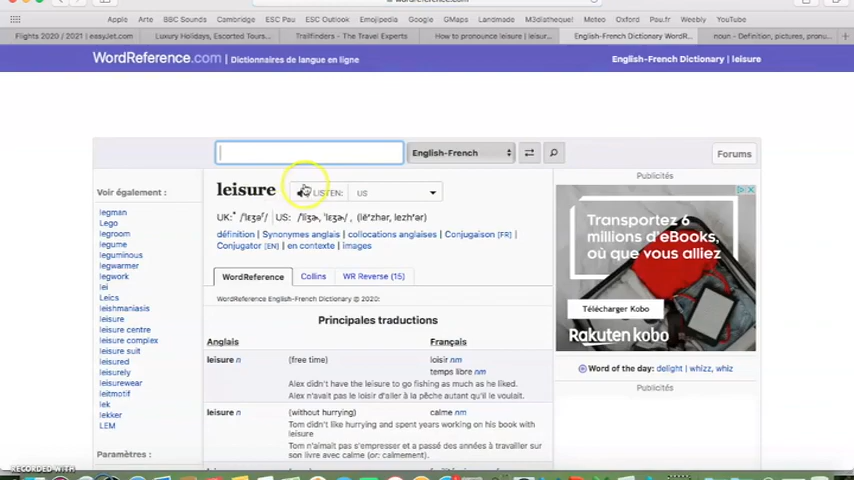 wordreference.com
Apple Arte BBC Sounds Cambridge ESC Pau ESC Outlook Emojipedia Google GMaps Landmade M3diatheque! Meteo Oxford Pau.fr Weebly YouTube
Flights 2020 / 2021 | easyJet.com Luxury Holidays, Escorted Tours... Trailfinders - The Travel Experts How to pronounce leisure | leisur... English-French Dictionary WordR... noun - Definition, pictures, pronu...
WordReference.com | Dictionnaires de langue en ligne
English-French Dictionary | leisure
English-French
Forums
Voir également :
legman
Lego
legroom
legume
leguminous
legwarmer
legwork
lei
Leics
leishmaniasis
leisure
leisure centre
leisure complex
leisure suit
leisured
leisurely
leisurewear
leitmotif
lek
lekker
LEM
Paramètres :
leisure
LISTEN: US
UK:* /ˈlɛʒəʳ/ US: /ˈliʒɚ, ˈlɛʒɚ/ , (lē′zhər, lezh′ər)
définition | Synonymes anglais | collocations anglaises | Conjugaison [FR] |
Conjugator [EN] | en contexte | images
WordReference Collins WR Reverse (15)
WordReference English-French Dictionary © 2020:
Principales traductions
Anglais Français
leisure n (free time) loisir nm
temps libre nm
Alex didn't have the leisure to go fishing as much as he liked.
Alex n'avait pas le loisir d'aller à la pêche autant qu'il le voulait.
leisure n (without hurrying) calme nm
Tom didn't like hurrying and spent years working on his book with
leisure
Tom n'aimait pas s'empresser et a passé des années à travailler sur
son livre avec calme (or: calmement).
Publicités
Transportez 6
millions d'eBooks,
où que vous alliez
Télécharger Kobo
Rakuten kobo
Word of the day: delight | whizz, whiz
Publicités
RECORDED WITH